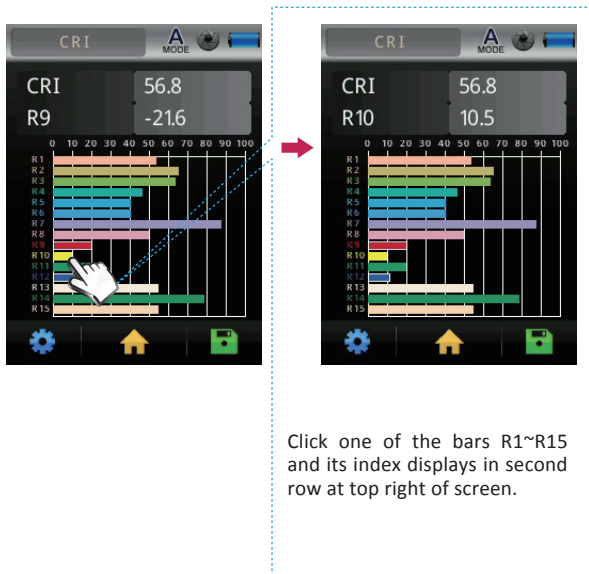 CRI
A
MODE
CRI 56.8
R9 -21.6
0 10 20 30 40 50 60 70 80 90 100
R1
R2
R3
R4
R5
R6
R7
R8
R9
R10
R11
R12
R13
R14
R15
CRI
A
MODE
CRI 56.8
R10 10.5
0 10 20 30 40 50 60 70 80 90 100
R1
R2
R3
R4
R5
R6
R7
R8
R9
R10
R11
R12
R13
R14
R15
Click one of the bars R1~R15
and its index displays in second
row at top right of screen.